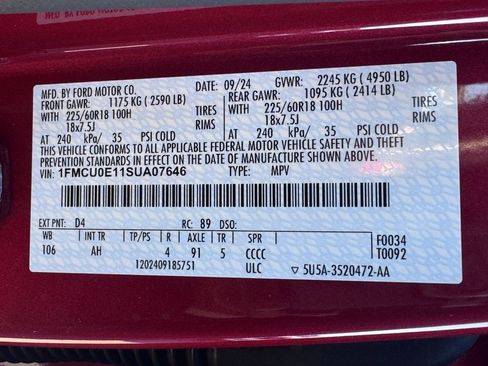 MFD. BY FORD MOTOR CO.
DATE: 09/24 GVWR: 2245 KG ( 4950 LB)
FRONT GAWR: 1175 KG ( 2590 LB) REAR GAWR: 1095 KG ( 2414 LB)
WITH 225/60R18 100H TIRES WITH 225/60R18 100H TIRES
18x7.5J RIMS 18x7.5J RIMS
AT 240 kPa/ 35 PSI COLD AT 240 kPa/ 35 PSI COLD
THIS VEHICLE CONFORMS TO ALL APPLICABLE FEDERAL MOTOR VEHICLE SAFETY
AND THEFT PREVENTION STANDARDS IN EFFECT ON THE DATE OF MANUFACTURE SHOWN ABOVE.
VIN: 1FMCU0E11SUA07646 TYPE: MPV
EXT PNT: D4 RC: 89 DSO:
WB INT TR TP/PS R AXLE TR SPR F0034
106 AH 4 91 5 CCCC T0092
1202409185751 ULC 5U5A-3520472-AA